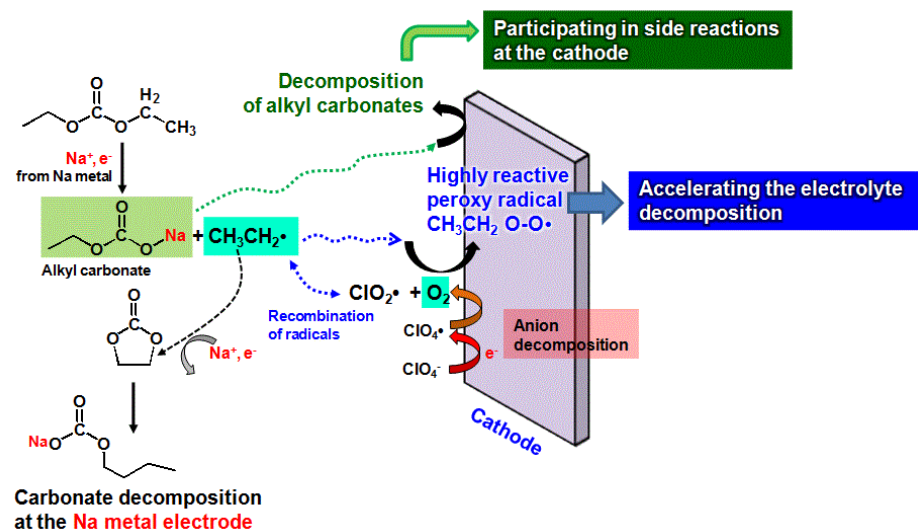 Participating in side reactions
at the cathode
Decomposition
of alkyl carbonates
O
O
O
H₂
C
CH₃
Na⁺, e⁻
from Na metal
Highly reactive
peroxy radical
CH₃CH₂ O-O•
Accelerating the electrolyte
decomposition
O
C
O
O
Na
+
CH₃CH₂•
Alkyl carbonate
ClO₂• + O₂
Recombination
of radicals
O
O
O
Na⁺, e⁻
ClO₄•
e⁻
ClO₄⁻
Anion
decomposition
O
C
NaO
O
Cathode
Carbonate decomposition
at the Na metal electrode